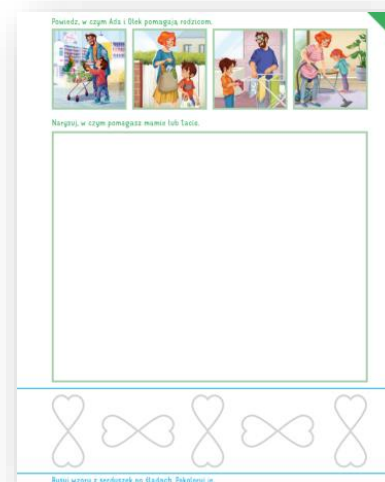 Powiedz, w czym Ada i Olek pomagają rodzicom.
Narysuj, w czym pomagasz mamie lub tacie.
Rysuj wzory z serduszek po śladach. Pokoloruj je.